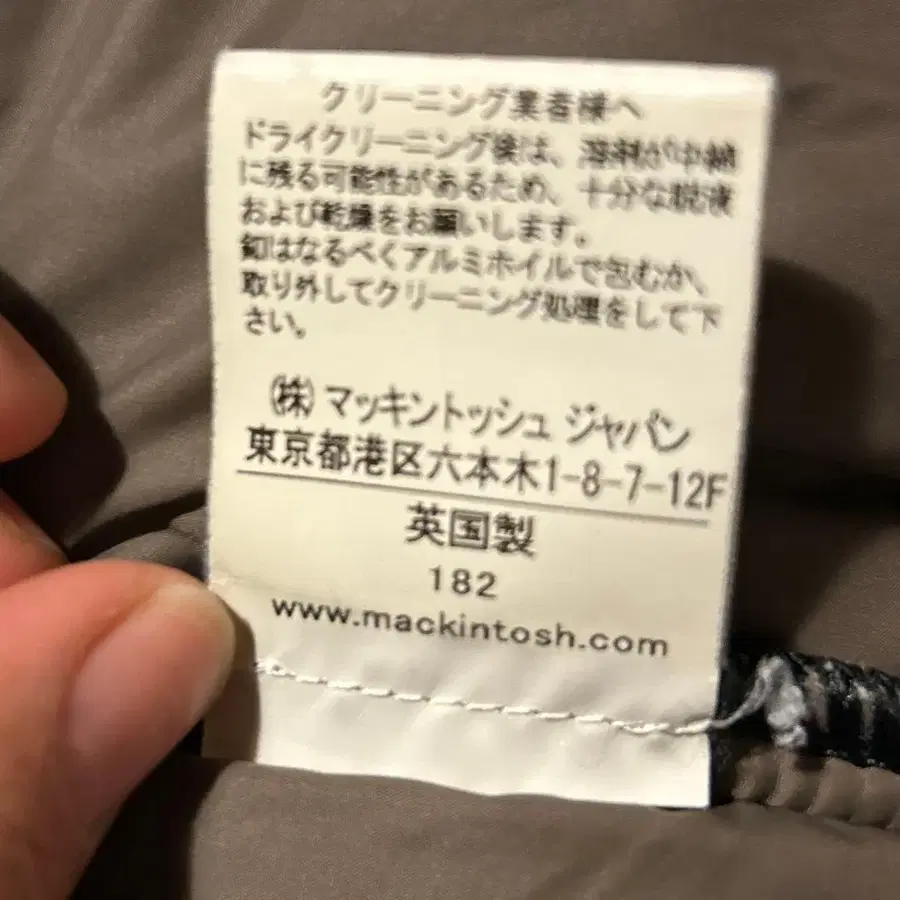 クリーニング業者様へ
ドライクリーニング後は、溶剤が中綿
に残る可能性があるため、十分な脱液
および乾燥をお願いします。
釦はなるべくアルミホイルで包むか、
取り外してクリーニング処理をして下
さい。
㈱ マッキントッシュ ジャパン
東京都港区六本木1-8-7-12F
英国製
182
www.mackintosh.com